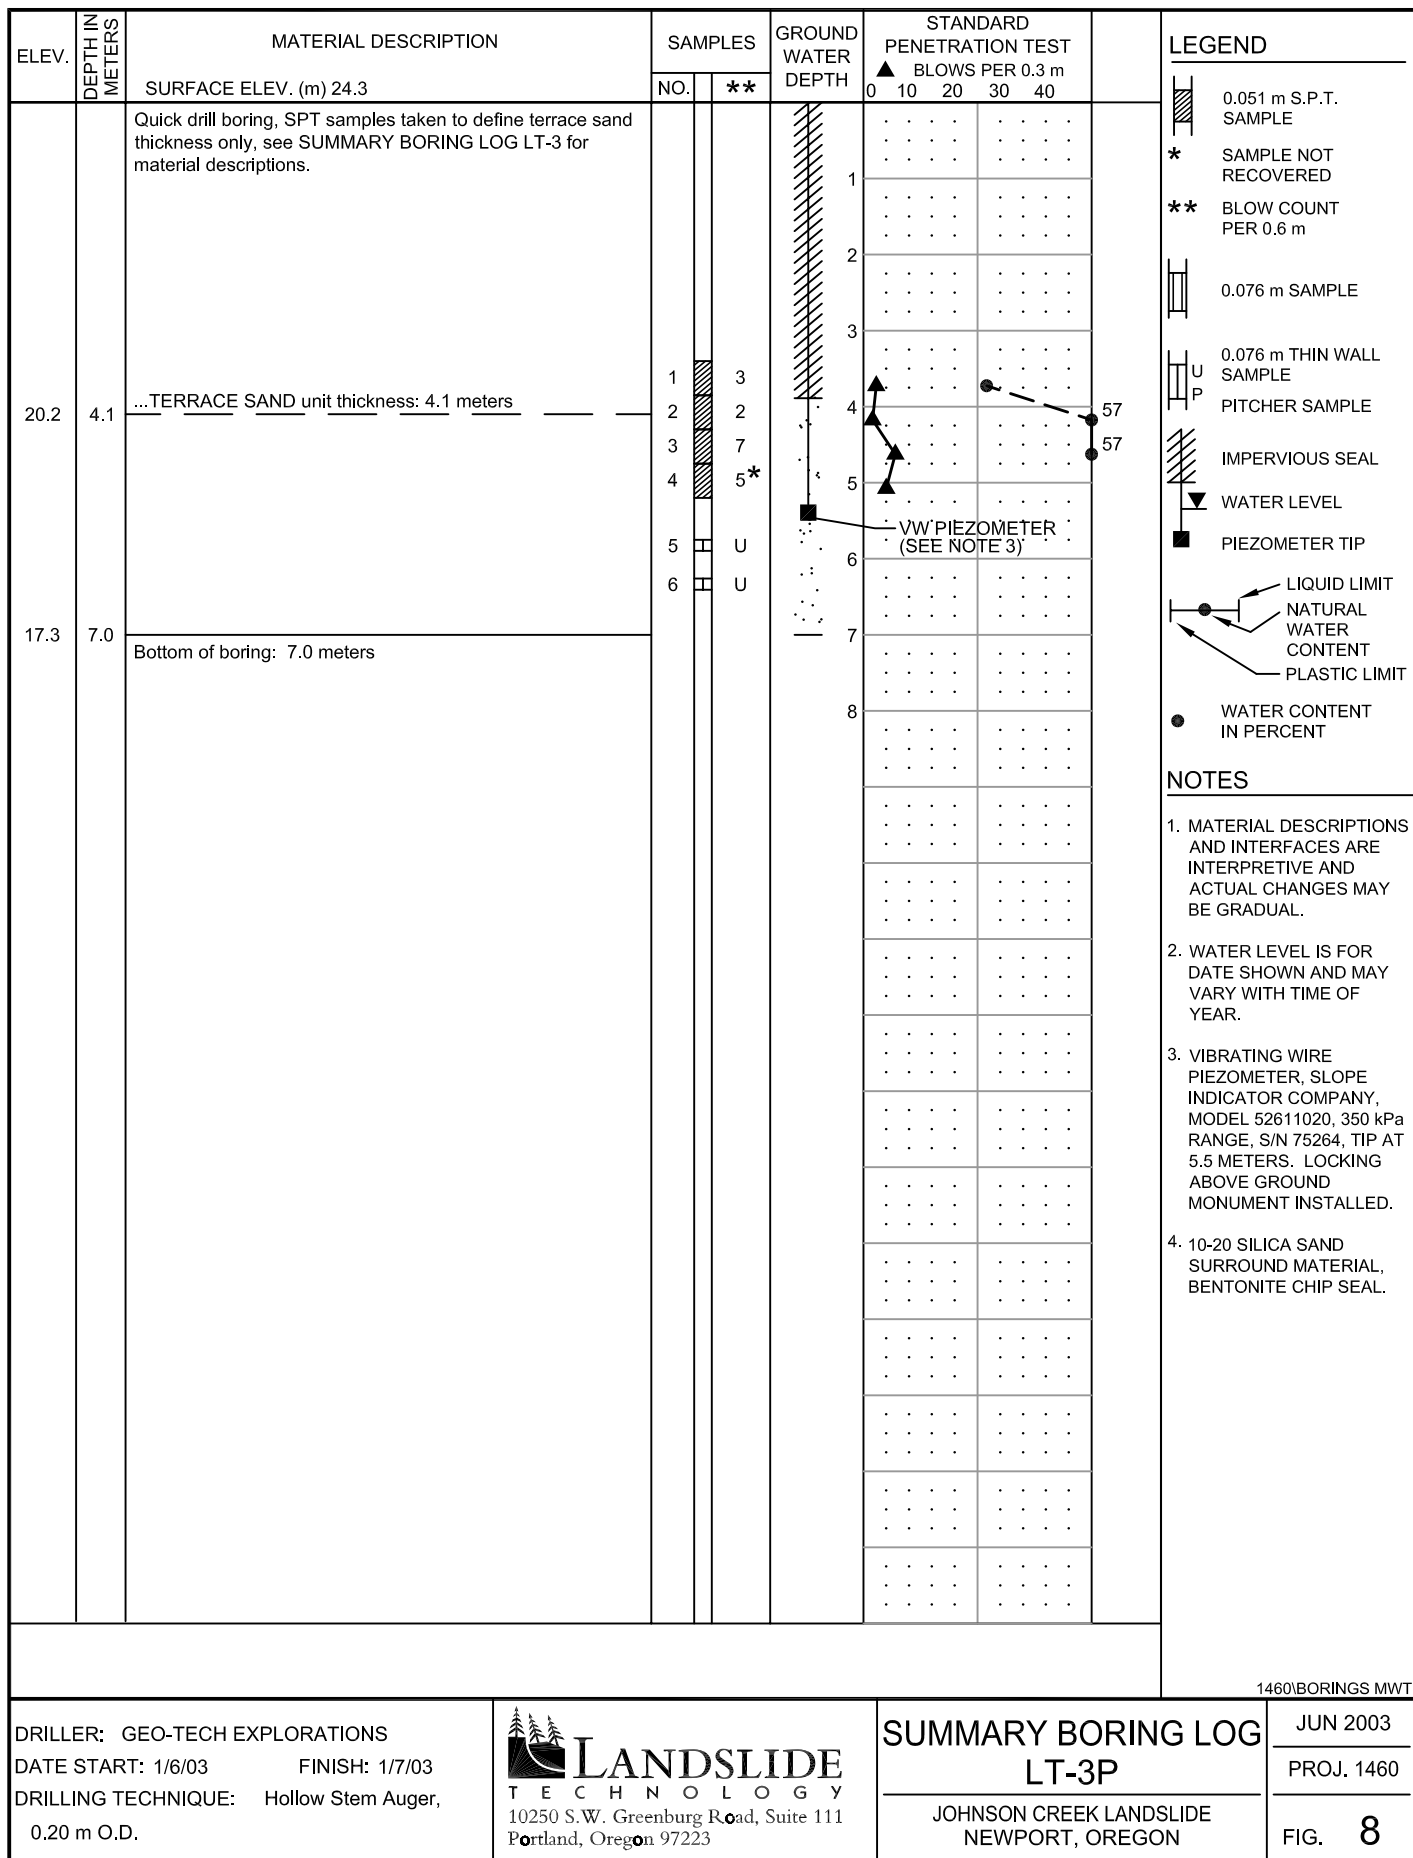 ELEV.
DEPTH IN
METERS
MATERIAL DESCRIPTION
SURFACE ELEV. (m) 24.3
SAMPLES
NO. **
GROUND
WATER
DEPTH
STANDARD
PENETRATION TEST
BLOWS PER 0.3 m
0 10 20 30 40
Quick drill boring, SPT samples taken to define terrace sand
thickness only, see SUMMARY BORING LOG LT-3 for
material descriptions.
1
2
3
1 3
20.2 4.1 ...TERRACE SAND unit thickness: 4.1 meters
2 2
4
57
3 7
57
4 5*
5
VW PIEZOMETER
(SEE NOTE 3)
5 U
6
6 U
17.3 7.0
7
Bottom of boring: 7.0 meters
8
LEGEND
0.051 m S.P.T.
SAMPLE
* SAMPLE NOT
RECOVERED
** BLOW COUNT
PER 0.6 m
0.076 m SAMPLE
0.076 m THIN WALL
U SAMPLE
P PITCHER SAMPLE
IMPERVIOUS SEAL
WATER LEVEL
PIEZOMETER TIP
LIQUID LIMIT
NATURAL
WATER
CONTENT
PLASTIC LIMIT
WATER CONTENT
IN PERCENT
NOTES
1. MATERIAL DESCRIPTIONS
AND INTERFACES ARE
INTERPRETIVE AND
ACTUAL CHANGES MAY
BE GRADUAL.
2. WATER LEVEL IS FOR
DATE SHOWN AND MAY
VARY WITH TIME OF
YEAR.
3. VIBRATING WIRE
PIEZOMETER, SLOPE
INDICATOR COMPANY,
MODEL 52611020, 350 kPa
RANGE, S/N 75264, TIP AT
5.5 METERS. LOCKING
ABOVE GROUND
MONUMENT INSTALLED.
4. 10-20 SILICA SAND
SURROUND MATERIAL,
BENTONITE CHIP SEAL.
1460\BORINGS MWT
DRILLER: GEO-TECH EXPLORATIONS
DATE START: 1/6/03 FINISH: 1/7/03
DRILLING TECHNIQUE: Hollow Stem Auger,
0.20 m O.D.
LANDSLIDE
TECHNOLOGY
10250 S.W. Greenburg Road, Suite 111
Portland, Oregon 97223
SUMMARY BORING LOG
LT-3P
JOHNSON CREEK LANDSLIDE
NEWPORT, OREGON
JUN 2003
PROJ. 1460
FIG. 8